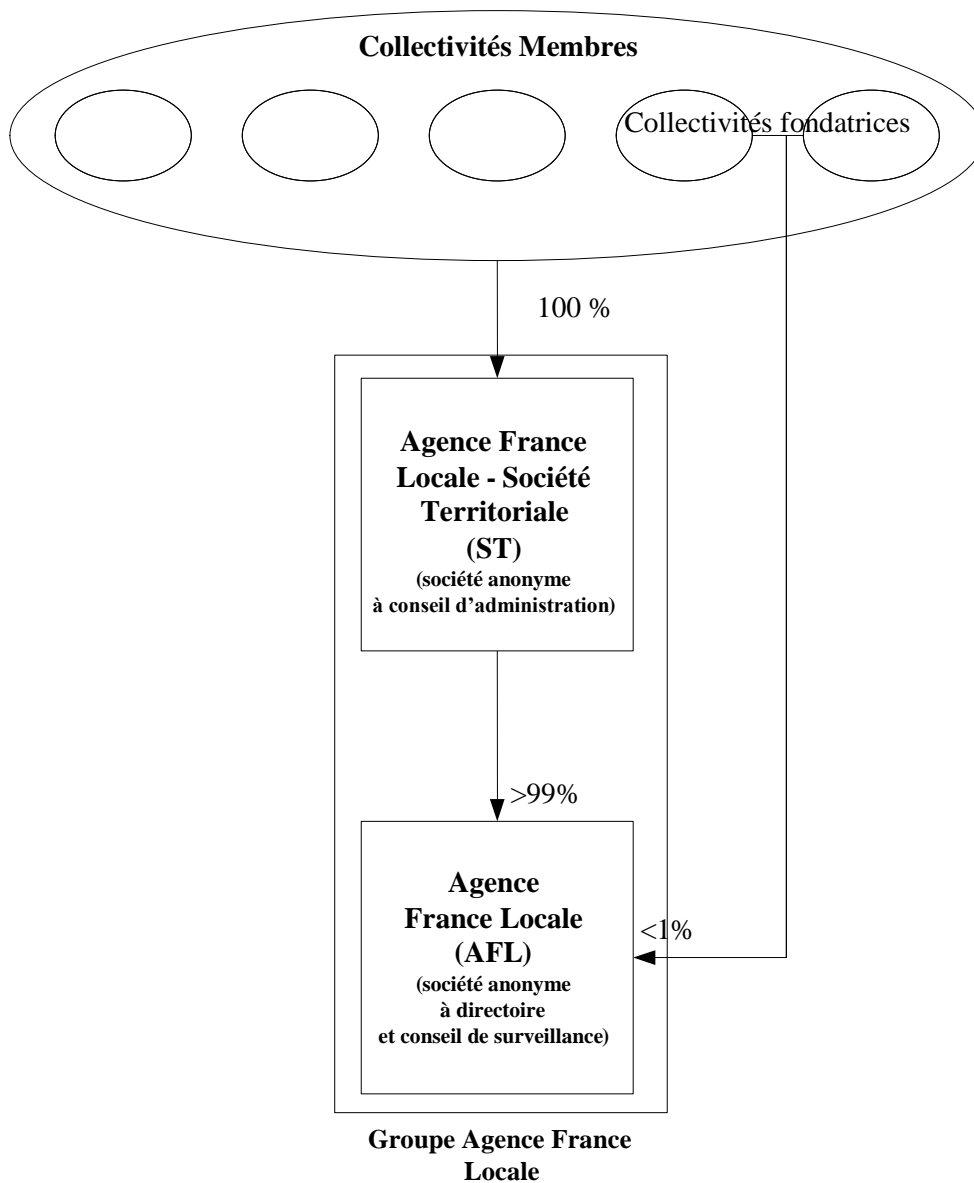 Collectivités Membres
Collectivités fondatrices
100 %
Agence France
Locale - Société
Territoriale
(ST)
(société anonyme
à conseil d’administration)
>99%
Agence
France Locale
(AFL)
(société anonyme
à directoire
et conseil de surveillance)
<1%
Groupe Agence France
Locale